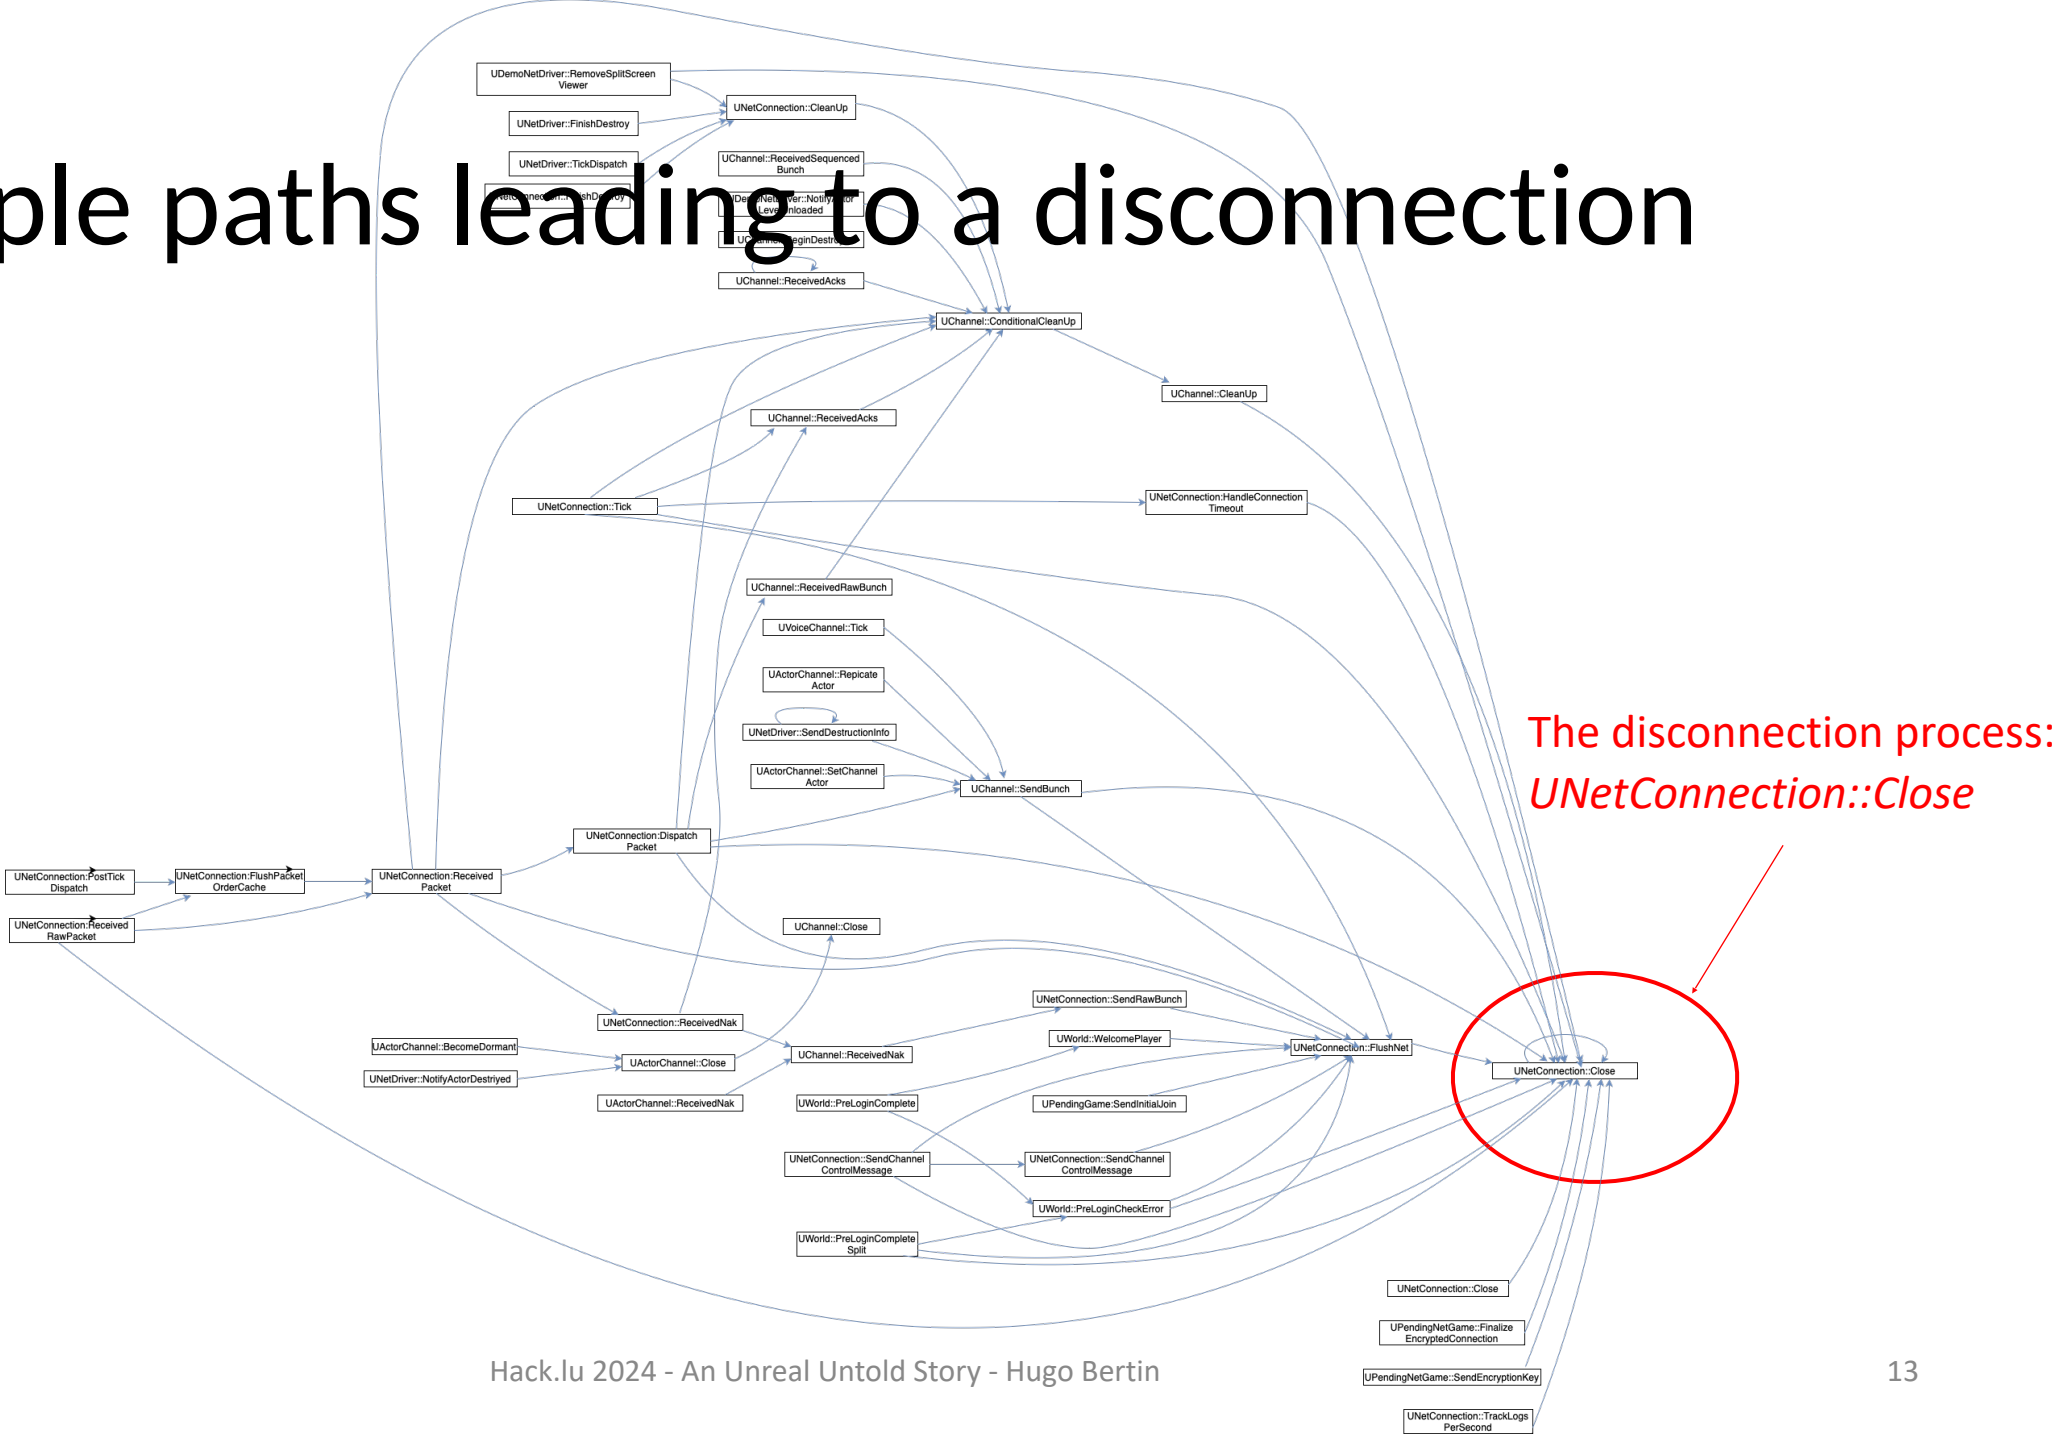 UDemoNetDriver::RemoveSplitScreen
Viewer
UNetConnection::CleanUp
UNetDriver::FinishDestroy
UNetDriver::TickDispatch
UChannel::ReceivedSequenced
Bunch
ple paths leading to a disconnection
UChannel::ReceivedAcks
UChannel::ConditionalCleanUp
UChannel::CleanUp
UChannel::ReceivedAcks
UNetConnection::Tick
UNetConnection:HandleConnection
Timeout
UChannel::ReceivedRawBunch
UVoiceChannel::Tick
UActorChannel::Repicate
Actor
UNetDriver::SendDestructionInfo
The disconnection process:
UNetConnection::Close
UActorChannel::SetChannel
Actor
UChannel::SendBunch
UNetConnection:Dispatch
Packet
UNetConnection:PostTick
Dispatch
UNetConnection:FlushPacket
OrderCache
UNetConnection:Received
Packet
UNetConnection:Received
RawPacket
UChannel::Close
UNetConnection::SendRawBunch
UNetConnection::ReceivedNak
UWorld::WelcomePlayer
UActorChannel::BecomeDormant
UChannel::ReceivedNak
UNetConnection::FlushNet
UActorChannel::Close
UNetConnection::Close
UNetDriver::NotifyActorDestriyed
UActorChannel::ReceivedNak
UWorld::PreLoginComplete
UPendingGame:SendInitialJoin
UNetConnection::SendChannel
ControlMessage
UNetConnection::SendChannel
ControlMessage
UWorld::PreLoginCheckError
UWorld::PreLoginComplete
Split
UNetConnection::Close
UPendingNetGame::Finalize
EncryptedConnection
Hack.lu 2024 - An Unreal Untold Story - Hugo Bertin
13
UPendingNetGame::SendEncryptionKey
UNetConnection::TrackLogs
PerSecond